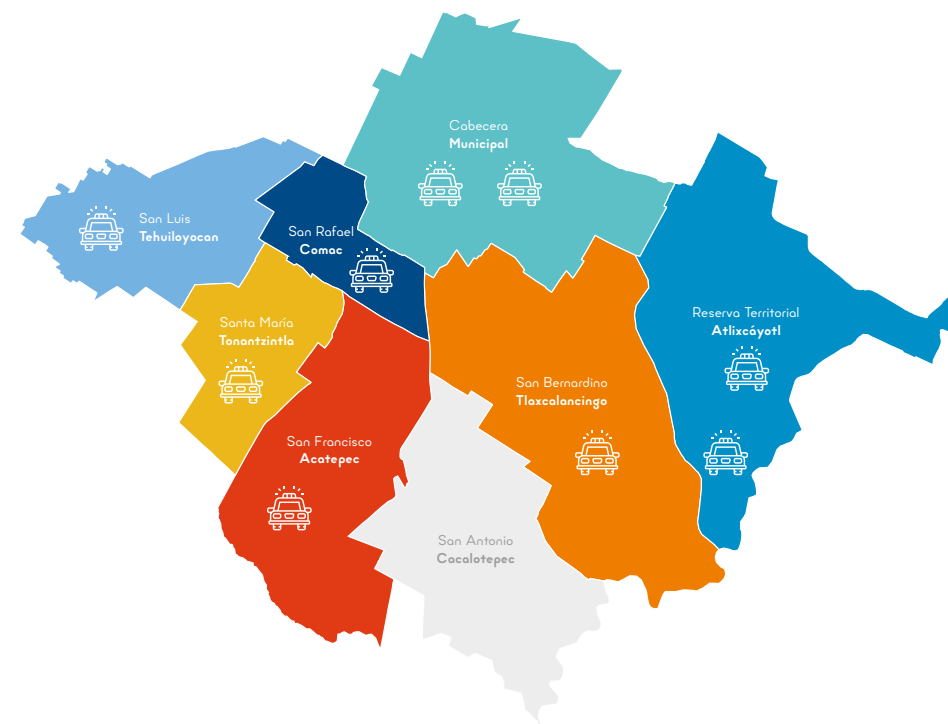 Cabecera
Municipal
San Luis
Tehuiloyocan
San Rafael
Comac
Reserva Territorial
Atlixcáyotl
Santa María
Tonantzintla
San Bernardino
Tlaxcalancingo
San Francisco
Acatepec
San Antonio
Cacalotepec